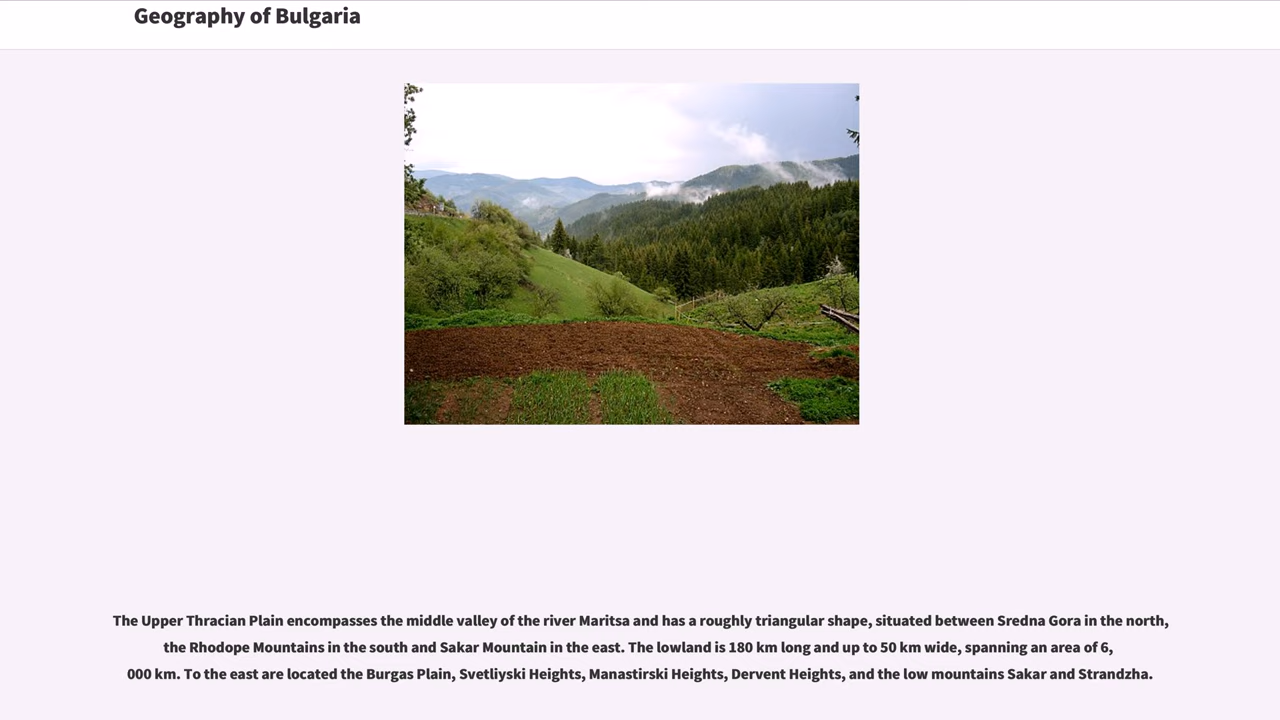 Geography of Bulgaria
The Upper Thracian Plain encompasses the middle valley of the river Maritsa and has a roughly triangular shape, situated between Sredna Gora in the north,
the Rhodope Mountains in the south and Sakar Mountain in the east. The lowland is 180 km long and up to 50 km wide, spanning an area of 6,
000 km. To the east are located the Burgas Plain, Svetliyski Heights, Manastirski Heights, Dervent Heights, and the low mountains Sakar and Strandzha.